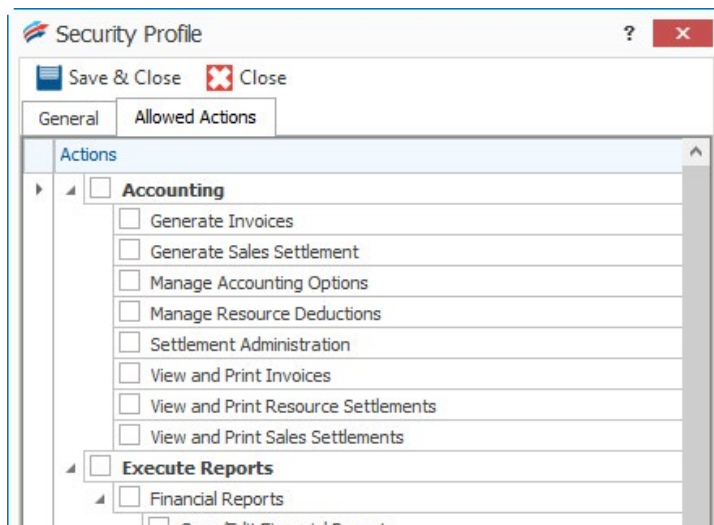 Security Profile ?
Save & Close Close
General Allowed Actions
Actions
Accounting
Generate Invoices
Generate Sales Settlement
Manage Accounting Options
Manage Resource Deductions
Settlement Administration
View and Print Invoices
View and Print Resource Settlements
View and Print Sales Settlements
Execute Reports
Financial Reports